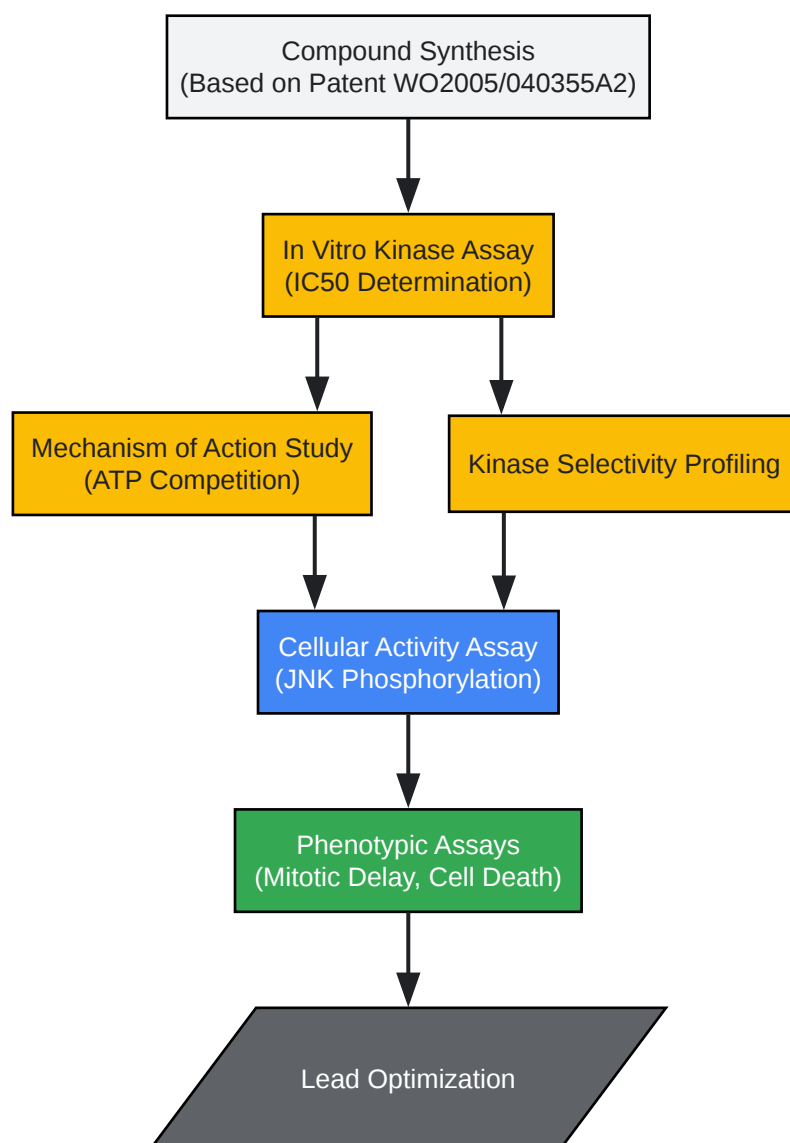 Compound Synthesis
(Based on Patent WO2005/040355A2)
In Vitro Kinase Assay
(IC50 Determination)
Mechanism of Action Study
(ATP Competition)
Kinase Selectivity Profiling
Cellular Activity Assay
(JNK Phosphorylation)
Phenotypic Assays
(Mitotic Delay, Cell Death)
Lead Optimization